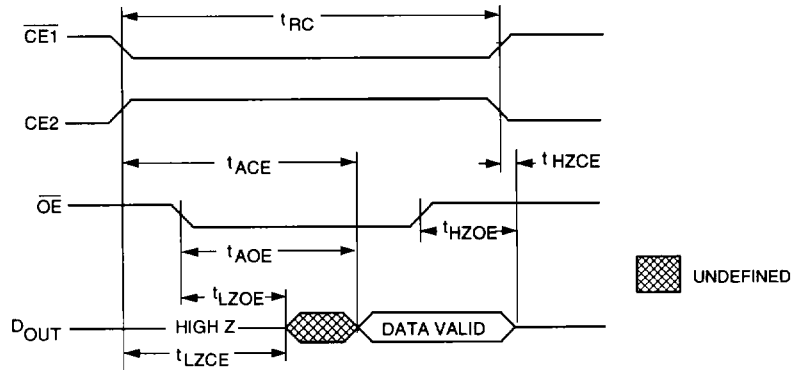 tRC
CE1
CE2
tACE
tHZCE
OE
tAOE
tHZOE
UNDEFINED
tLZOE
DOUT
HIGH Z
DATA VALID
tLZCE